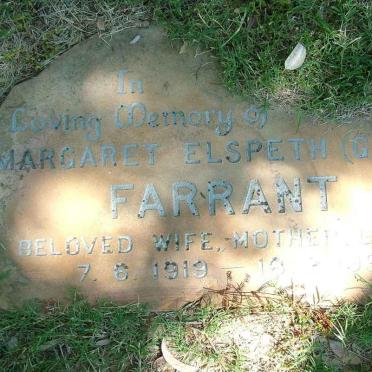 In
Loving Memory of
MARGARET ELSPETH (G
FARRANT
BELOVED WIFE, MOTHER
7.6.1919